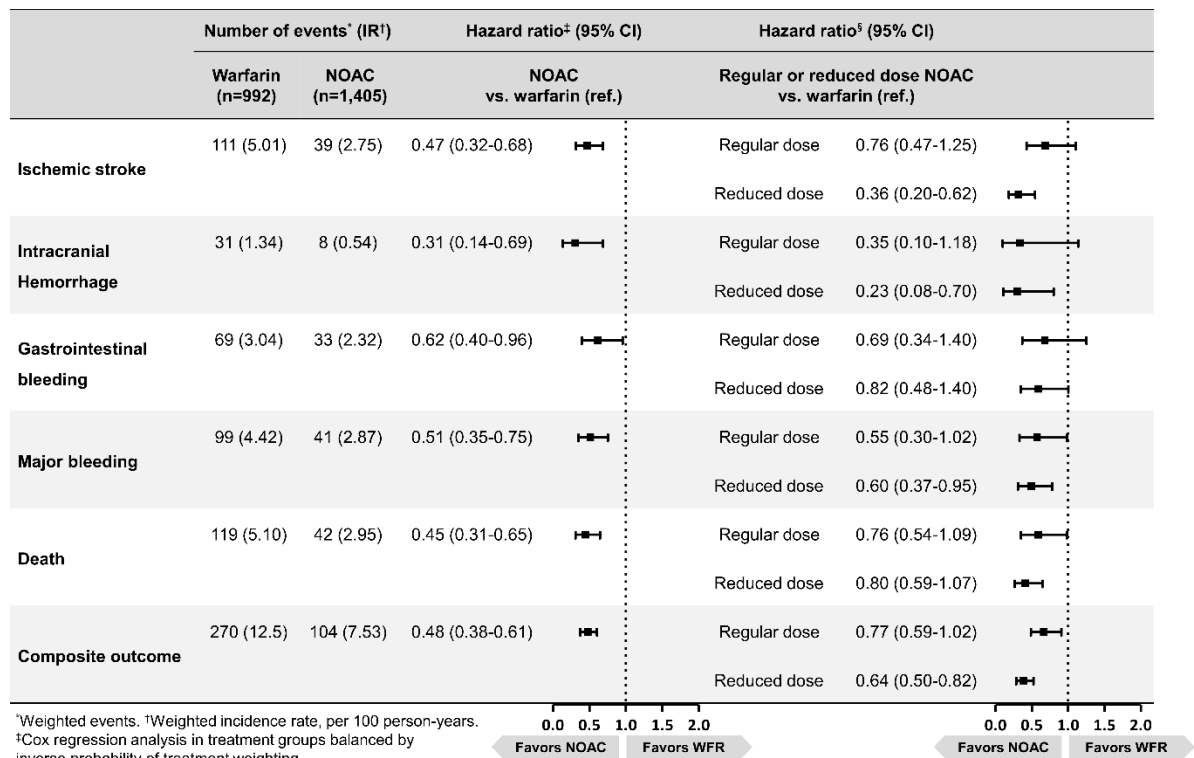 Number of events* (IR†) Hazard ratio‡ (95% CI) Hazard ratio§ (95% CI)
Warfarin (n=992) NOAC (n=1,405) NOAC vs. warfarin (ref.) Regular or reduced dose NOAC vs. warfarin (ref.)
Ischemic stroke 111 (5.01) 39 (2.75) 0.47 (0.32-0.68) Regular dose 0.76 (0.47-1.25)
Reduced dose 0.36 (0.20-0.62)
Intracranial Hemorrhage 31 (1.34) 8 (0.54) 0.31 (0.14-0.69) Regular dose 0.35 (0.10-1.18)
Reduced dose 0.23 (0.08-0.70)
Gastrointestinal bleeding 69 (3.04) 33 (2.32) 0.62 (0.40-0.96) Regular dose 0.69 (0.34-1.40)
Reduced dose 0.82 (0.48-1.40)
Major bleeding 99 (4.42) 41 (2.87) 0.51 (0.35-0.75) Regular dose 0.55 (0.30-1.02)
Reduced dose 0.60 (0.37-0.95)
Death 119 (5.10) 42 (2.95) 0.45 (0.31-0.65) Regular dose 0.76 (0.54-1.09)
Reduced dose 0.80 (0.59-1.07)
Composite outcome 270 (12.5) 104 (7.53) 0.48 (0.38-0.61) Regular dose 0.77 (0.59-1.02)
Reduced dose 0.64 (0.50-0.82)
0.0 0.5 1.0 1.5 2.0 0.0 0.5 1.0 1.5 2.0
Favors NOAC Favors WFR Favors NOAC Favors WFR
*Weighted events. †Weighted incidence rate, per 100 person-years.
‡Cox regression analysis in treatment groups balanced by
inverse probability of treatment weighting